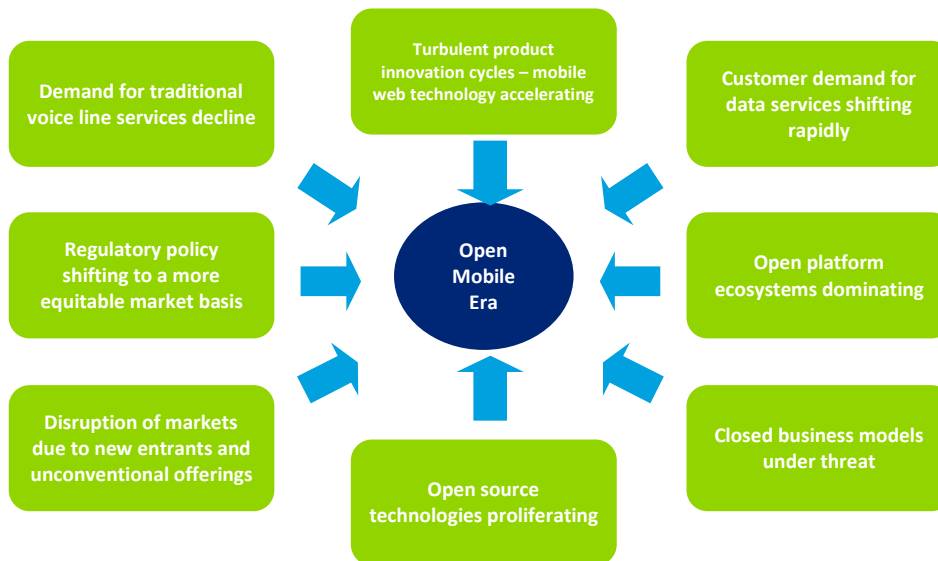 Turbulent product
innovation cycles – mobile
web technology accelerating
Demand for traditional
voice line services decline
Customer demand for
data services shifting
rapidly
Regulatory policy
shifting to a more
equitable market basis
Open
Mobile
Era
Open platform
ecosystems dominating
Disruption of markets
due to new entrants and
unconventional offerings
Closed business models
under threat
Open source
technologies proliferating